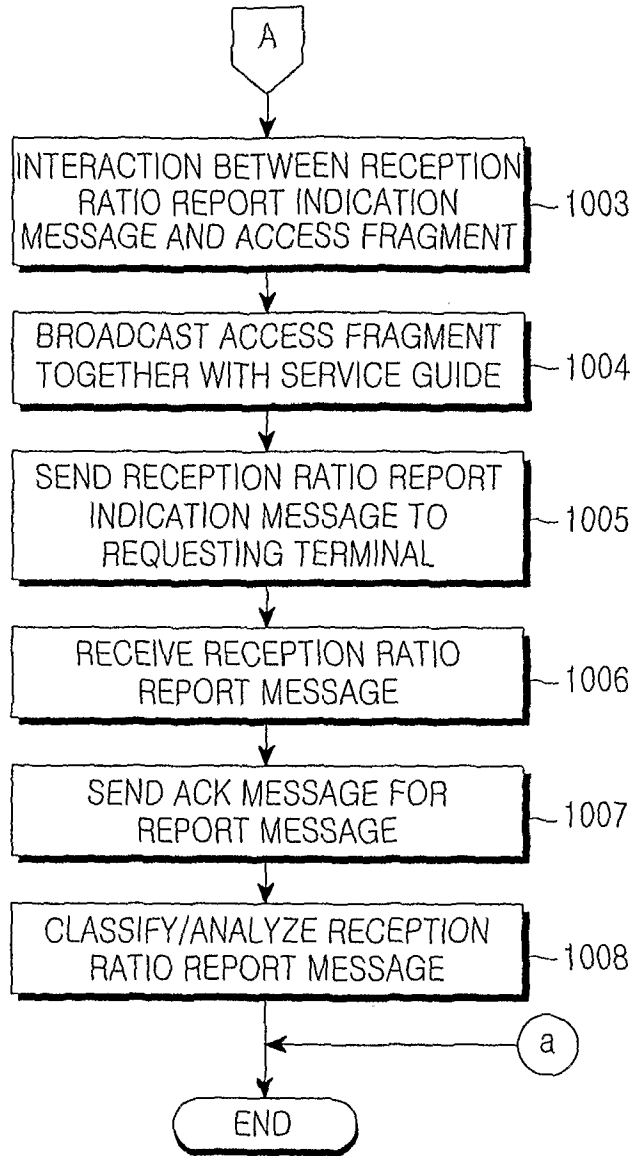 A
INTERACTION BETWEEN RECEPTION
RATIO REPORT INDICATION
MESSAGE AND ACCESS FRAGMENT
1003
BROADCAST ACCESS FRAGMENT
TOGETHER WITH SERVICE GUIDE
1004
SEND RECEPTION RATIO REPORT
INDICATION MESSAGE TO
REQUESTING TERMINAL
1005
RECEIVE RECEPTION RATIO
REPORT MESSAGE
1006
SEND ACK MESSAGE FOR
REPORT MESSAGE
1007
CLASSIFY/ANALYZE RECEPTION
RATIO REPORT MESSAGE
1008
a
END